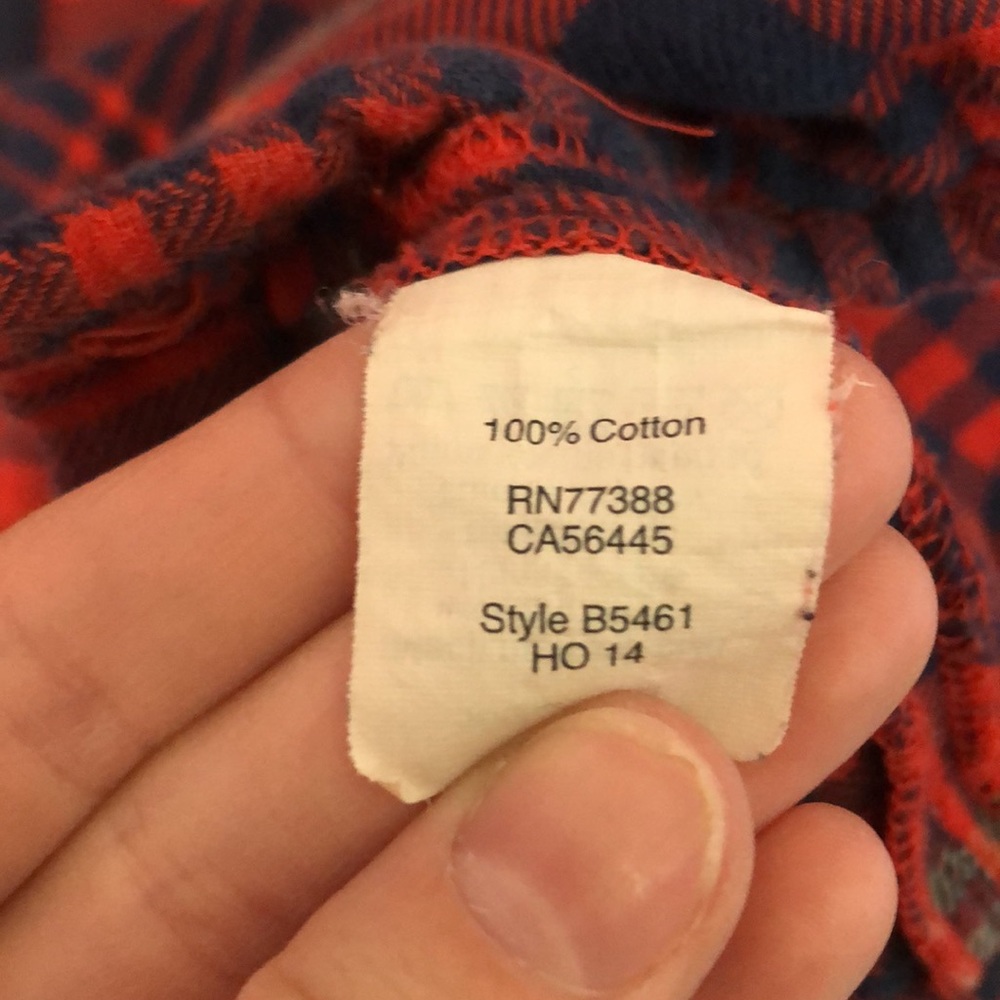 100% Cotton
RN77388
CA56445
Style B5461
HO 14